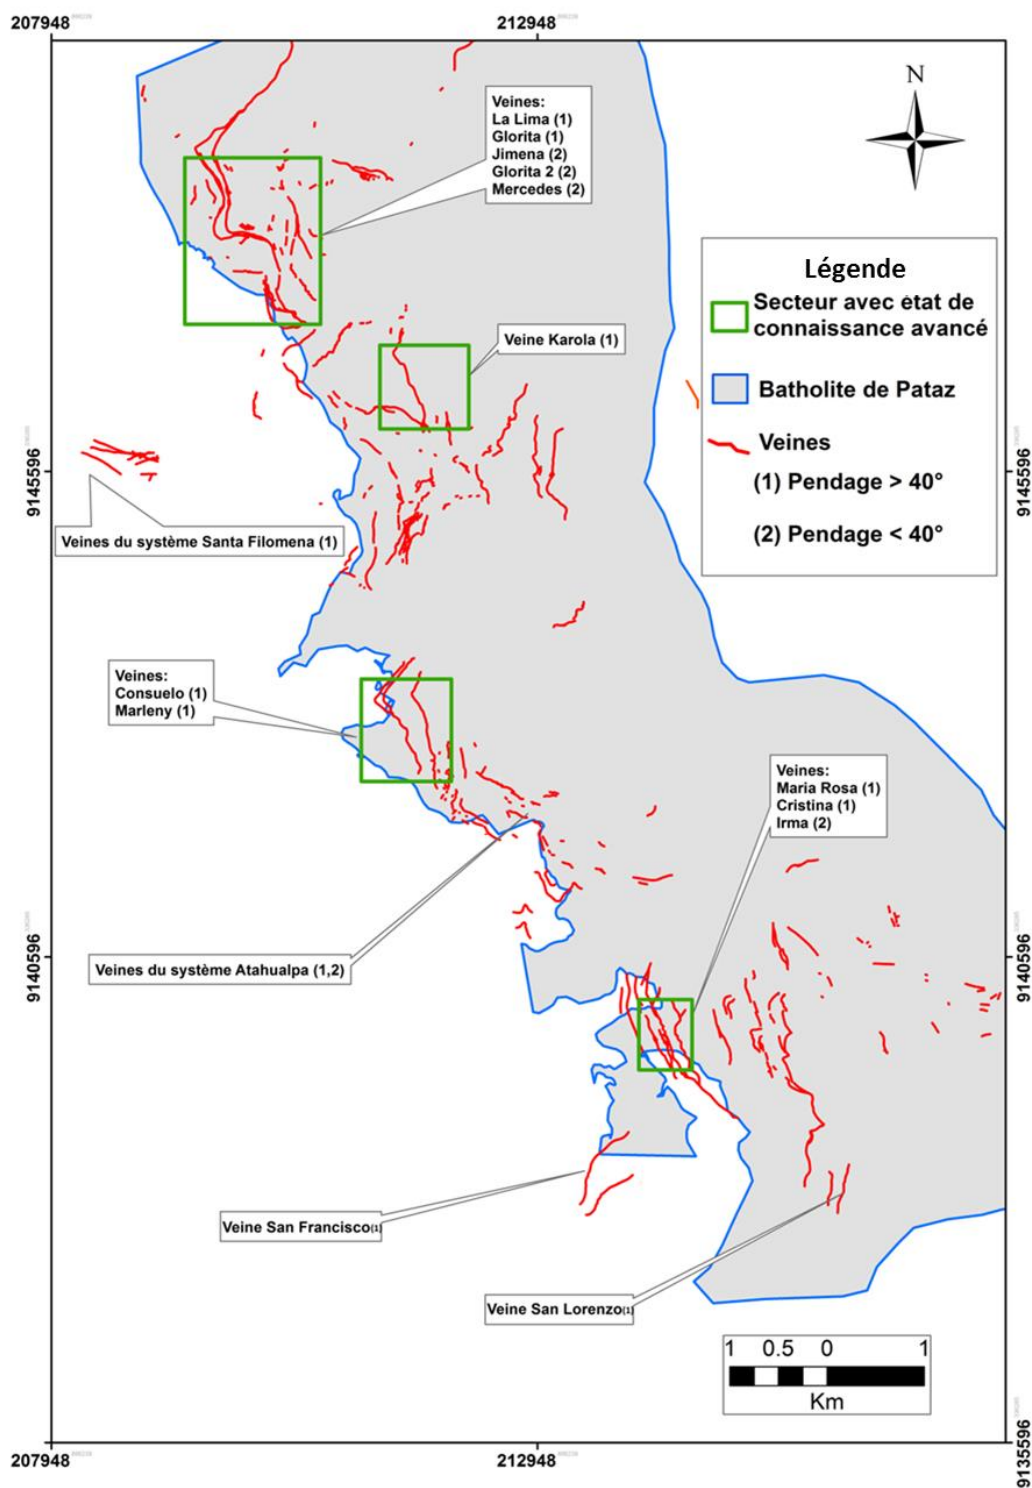 207948
212948
N
Veines:
La Lima (1)
Glorita (1)
Jimena (2)
Glorita 2 (2)
Mercedes (2)
Légende
Secteur avec état de
connaissance avancé
Batholite de Pataz
Veines
(1) Pendage > 40°
(2) Pendage < 40°
Veine Karola (1)
9145596
9145596
Veines du système Santa Filomena (1)
Veines:
Consuelo (1)
Marleny (1)
Veines:
Maria Rosa (1)
Cristina (1)
Irma (2)
Veines du système Atahualpa (1,2)
9140596
9140596
Veine San Francisco(1)
Veine San Lorenzo(1)
1 0.5 0 1
Km
9135596
207948
212948